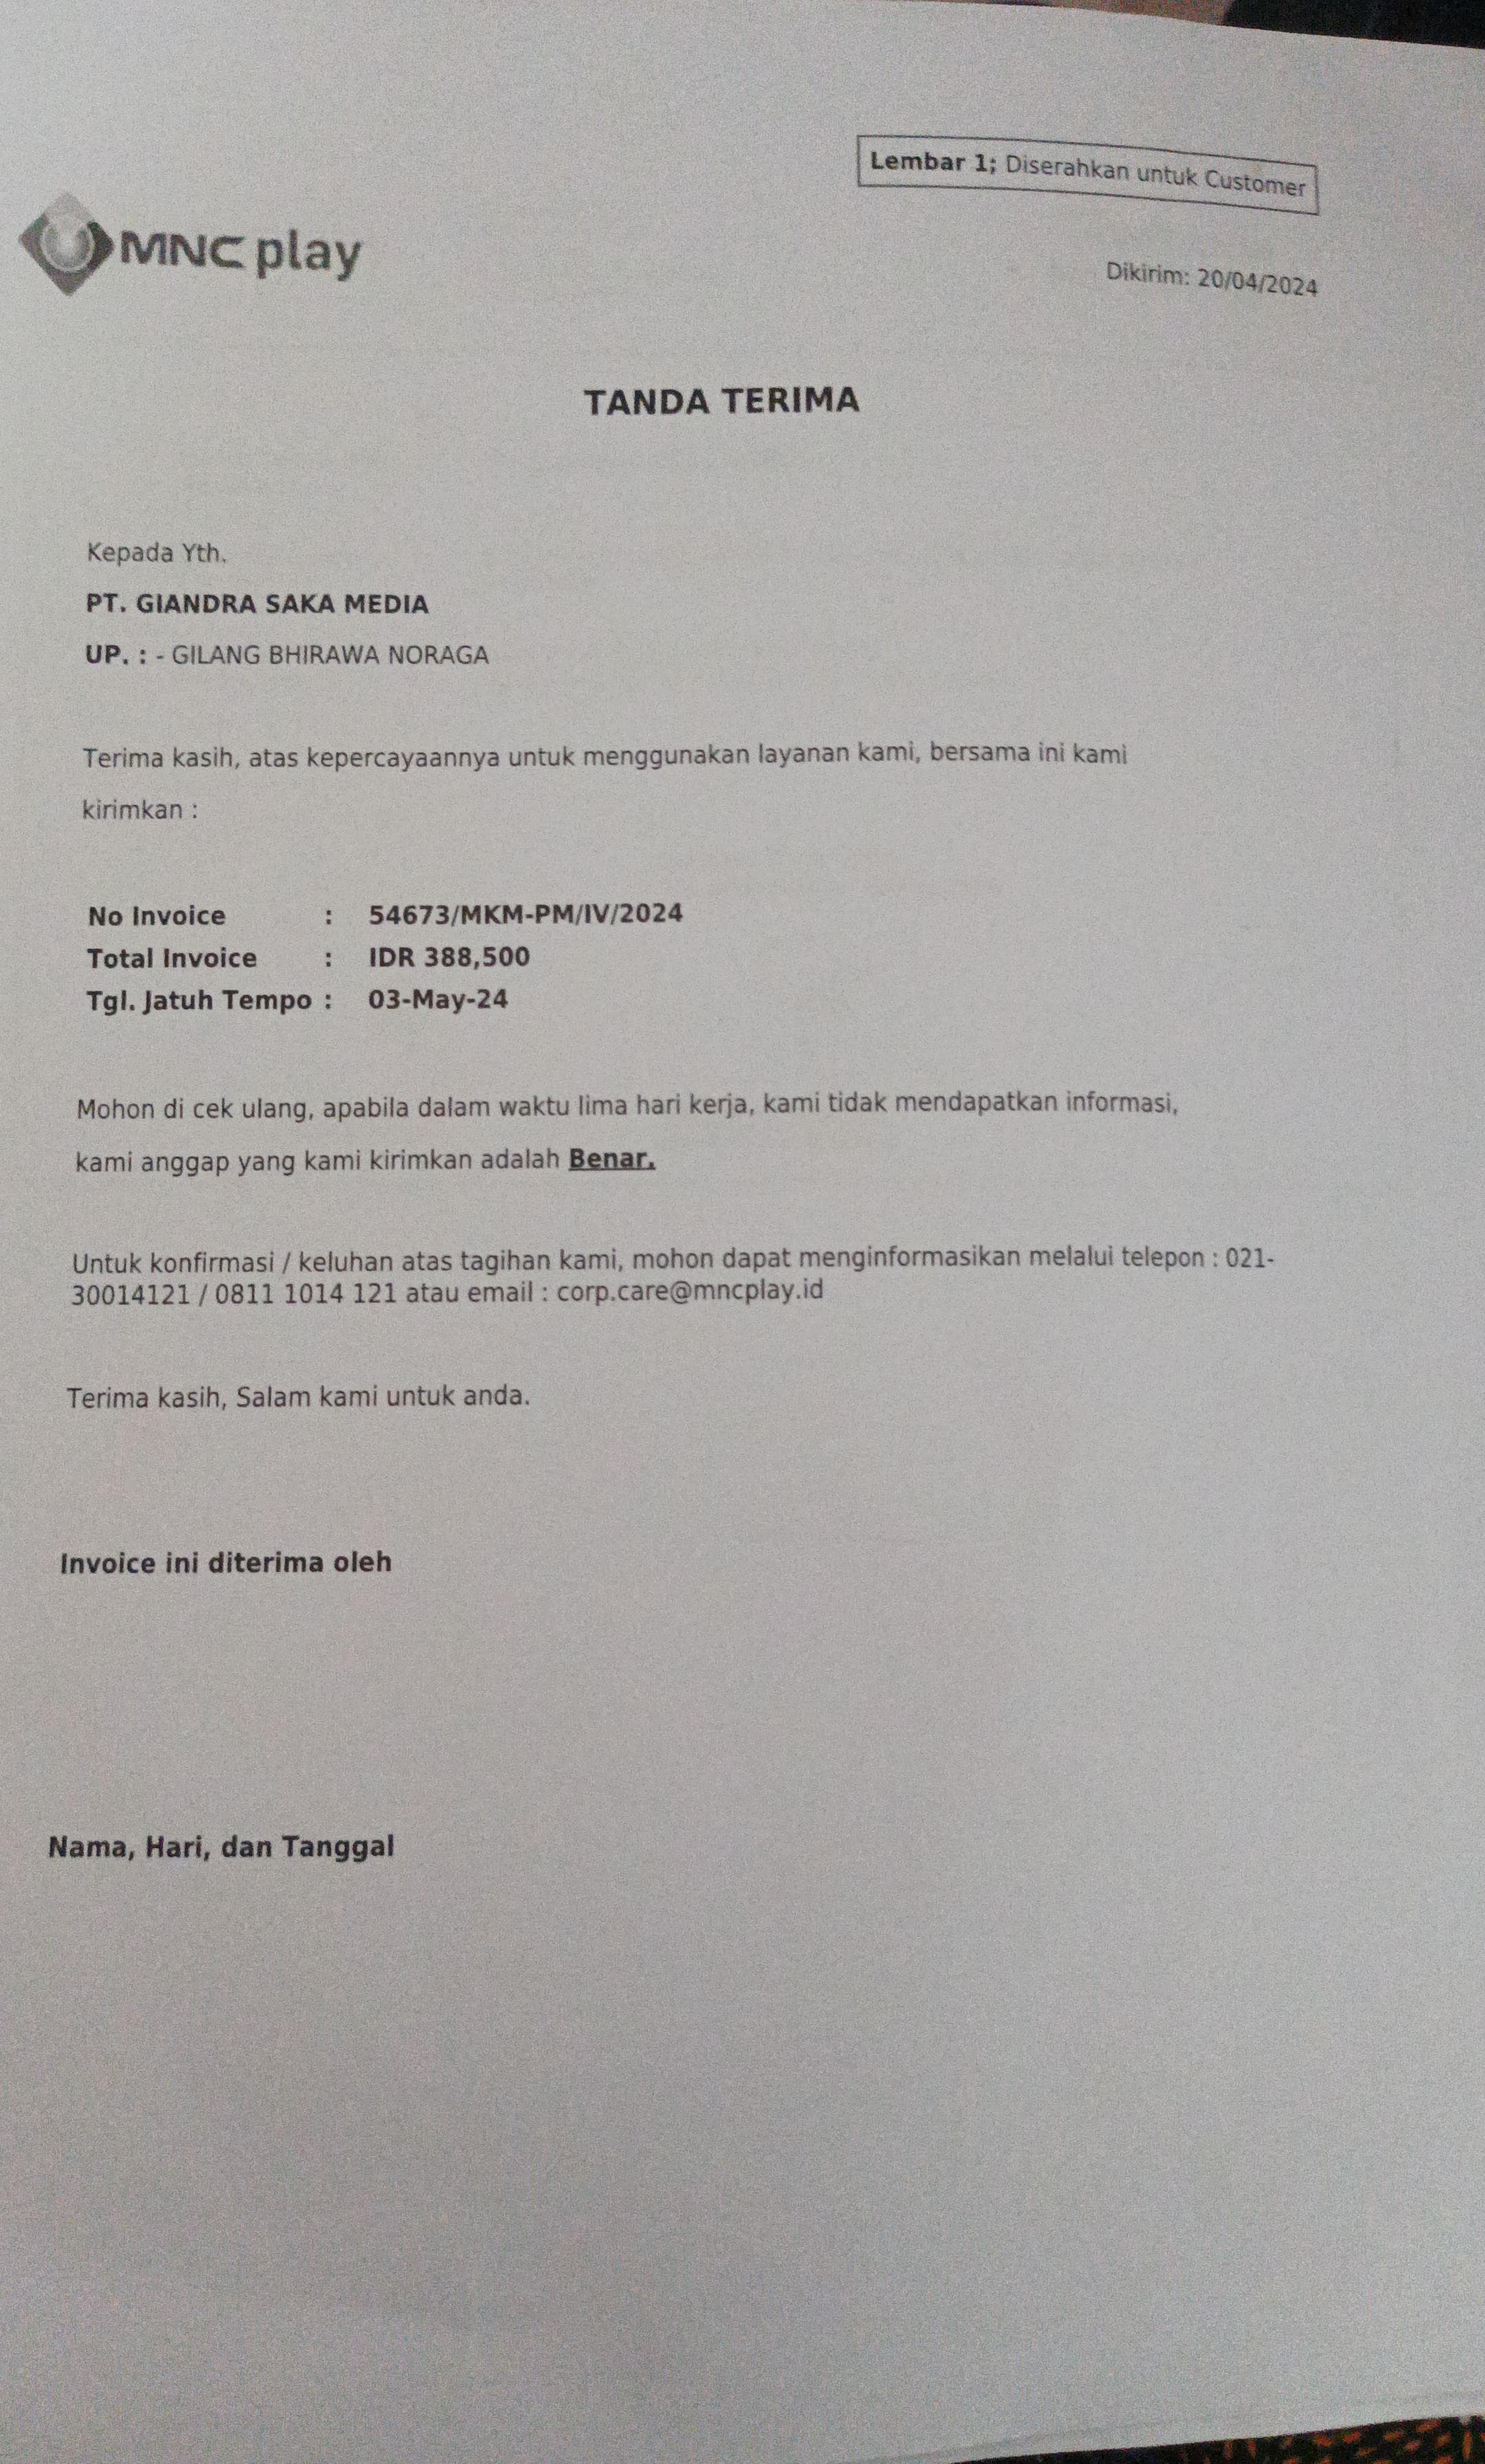 Lembar 1; Diserahkan untuk Customer
MNC play
Dikirim: 20/04/2024
TANDA TERIMA
Kepada Yth.
PT. GIANDRA SAKA MEDIA
UP. : - GILANG BHIRAWA NORAGA
Terima kasih, atas kepercayaannya untuk menggunakan layanan kami, bersama ini kami
kirimkan :
No Invoice : 54673/MKM-PM/IV/2024
Total Invoice : IDR 388,500
Tgl. Jatuh Tempo : 03-May-24
Mohon di cek ulang, apabila dalam waktu lima hari kerja, kami tidak mendapatkan informasi,
kami anggap yang kami kirimkan adalah Benar.
Untuk konfirmasi / keluhan atas tagihan kami, mohon dapat menginformasikan melalui telepon : 021-
30014121 / 0811 1014 121 atau email : corp.care@mncplay.id
Terima kasih, Salam kami untuk anda.
Invoice ini diterima oleh
Nama, Hari, dan Tanggal